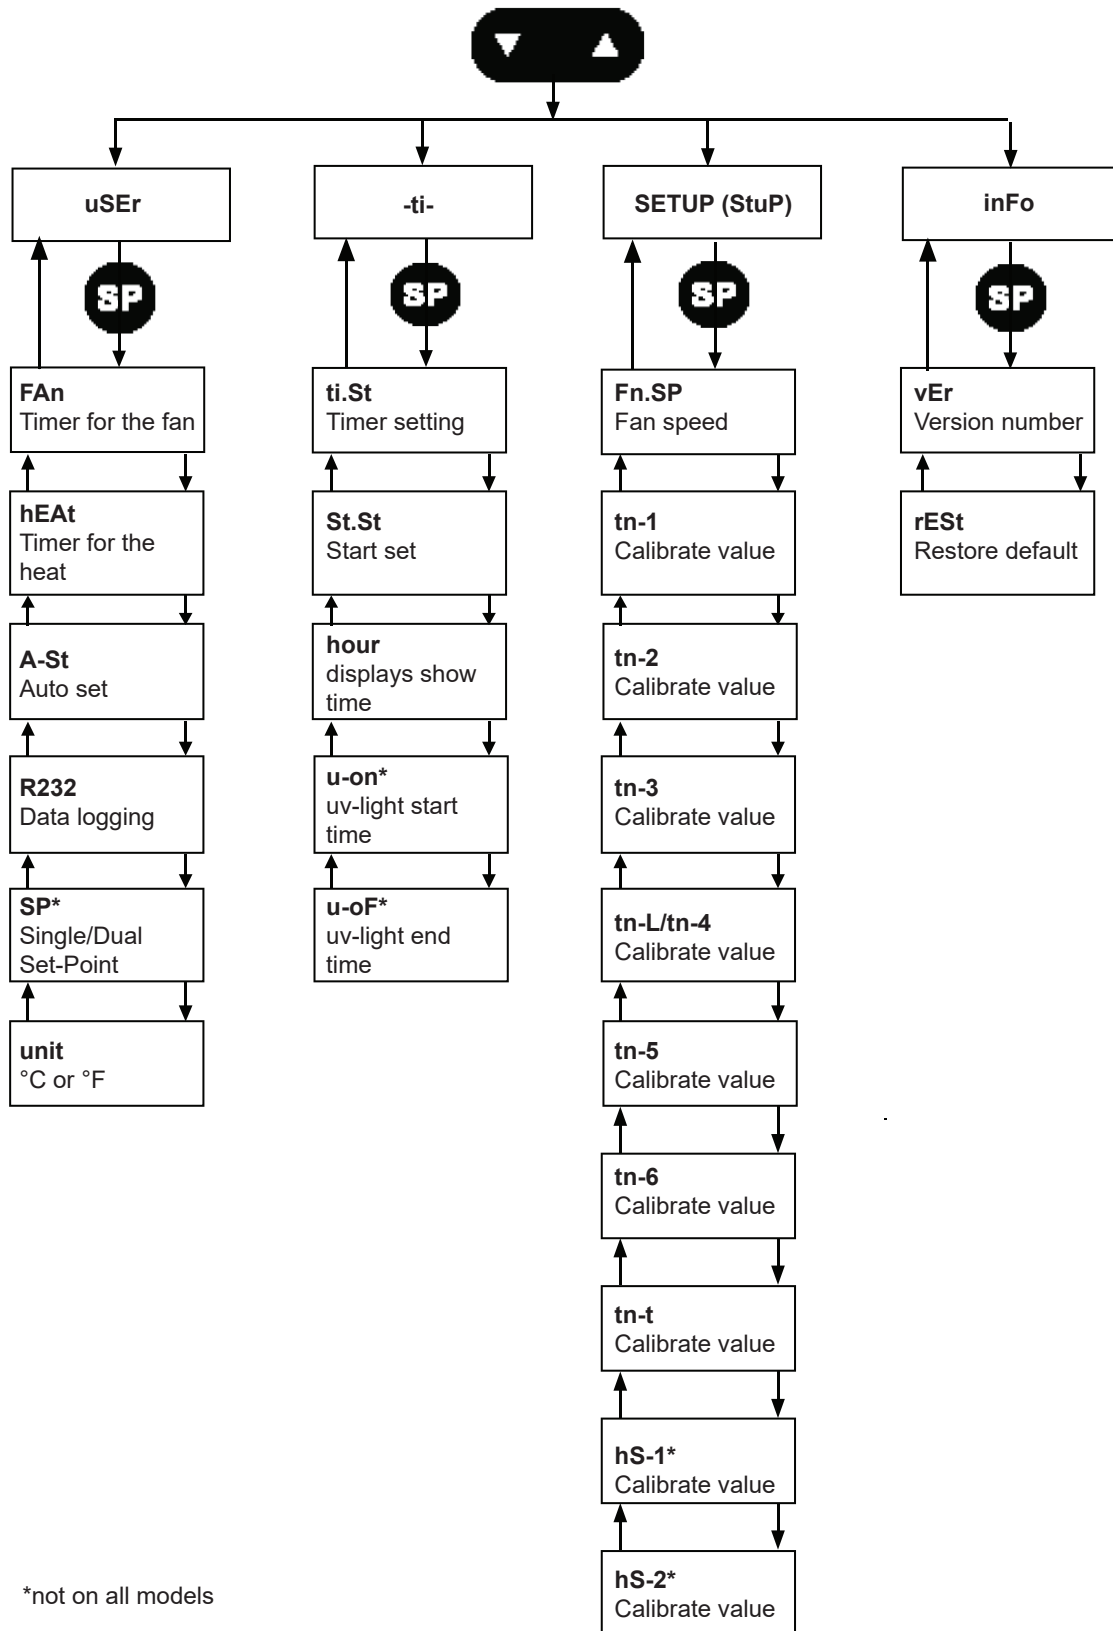 uSEr
SP
FAn
Timer for the fan
hEAt
Timer for the
heat
A-St
Auto set
R232
Data logging
SP*
Single/Dual
Set-Point
unit
°C or °F
-ti-
SP
ti.St
Timer setting
St.St
Start set
hour
displays show
time
u-on*
uv-light start
time
u-oF*
uv-light end
time
SETUP (StuP)
SP
Fn.SP
Fan speed
tn-1
Calibrate value
tn-2
Calibrate value
tn-3
Calibrate value
tn-L/tn-4
Calibrate value
tn-5
Calibrate value
tn-6
Calibrate value
tn-t
Calibrate value
hS-1*
Calibrate value
hS-2*
Calibrate value
inFo
SP
vEr
Version number
rESt
Restore default
*not on all models